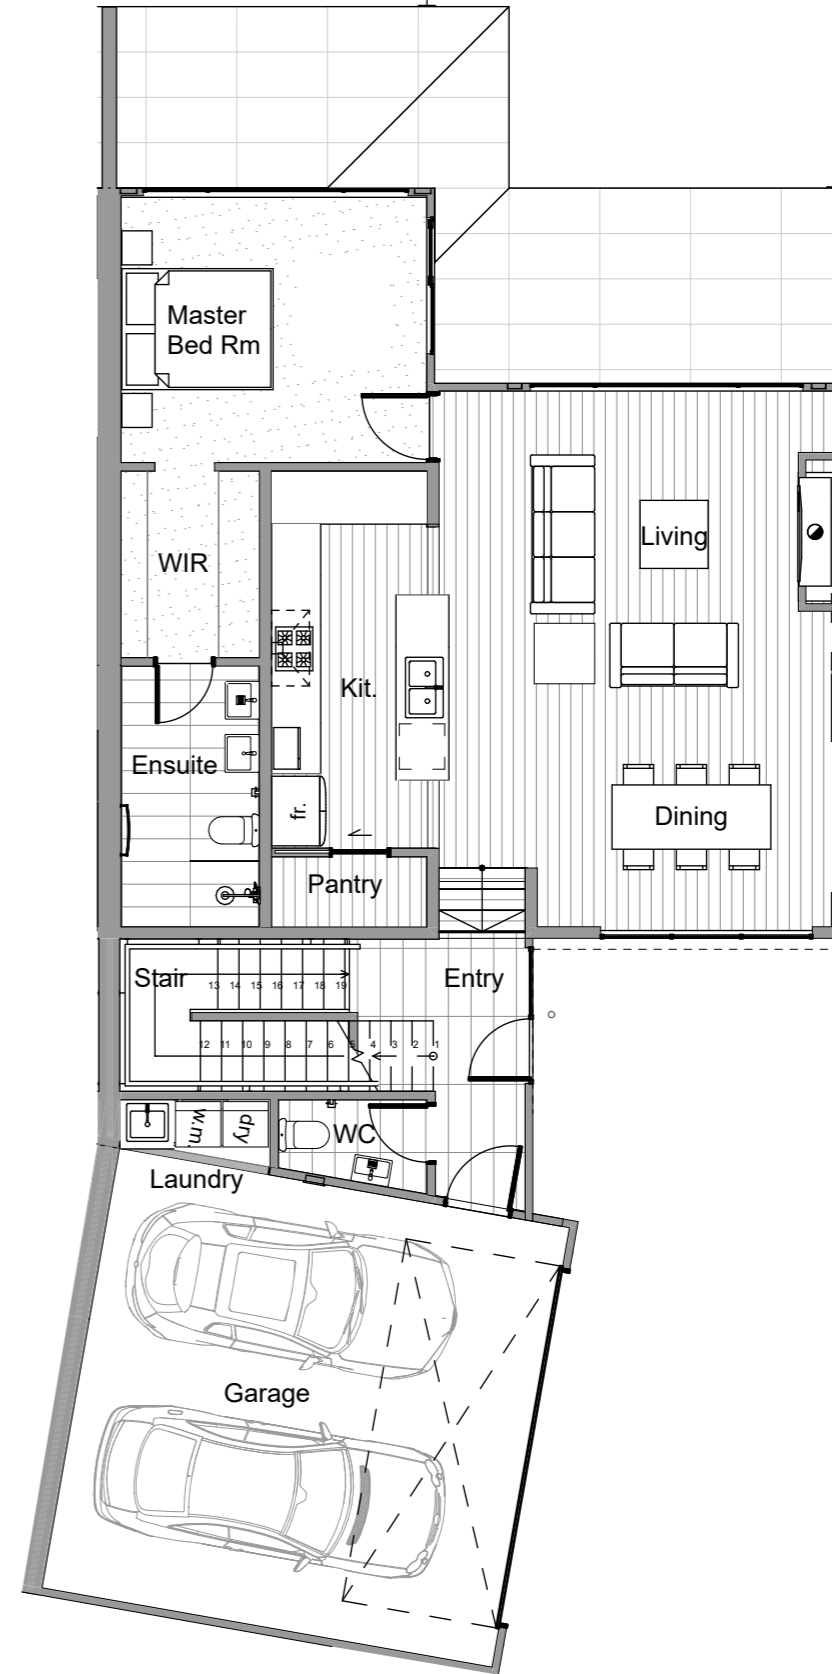 Master
Bed Rm
WIR
Living
Kit.
Ensuite
Dining
fr.
Pantry
Stair
Entry
13 14 15 16 17 18 19
12 11 10 9 8 7 6 5 4 3 2 1
w.m.
dry
WC
Laundry
Garage